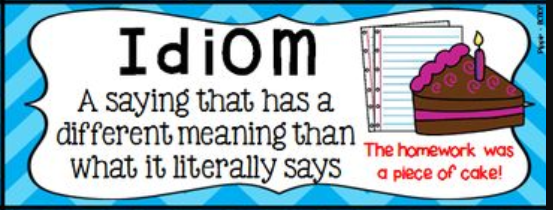 IdiOM
A saying that has a
different meaning than
what it literally says
The homework was
a piece of cake!